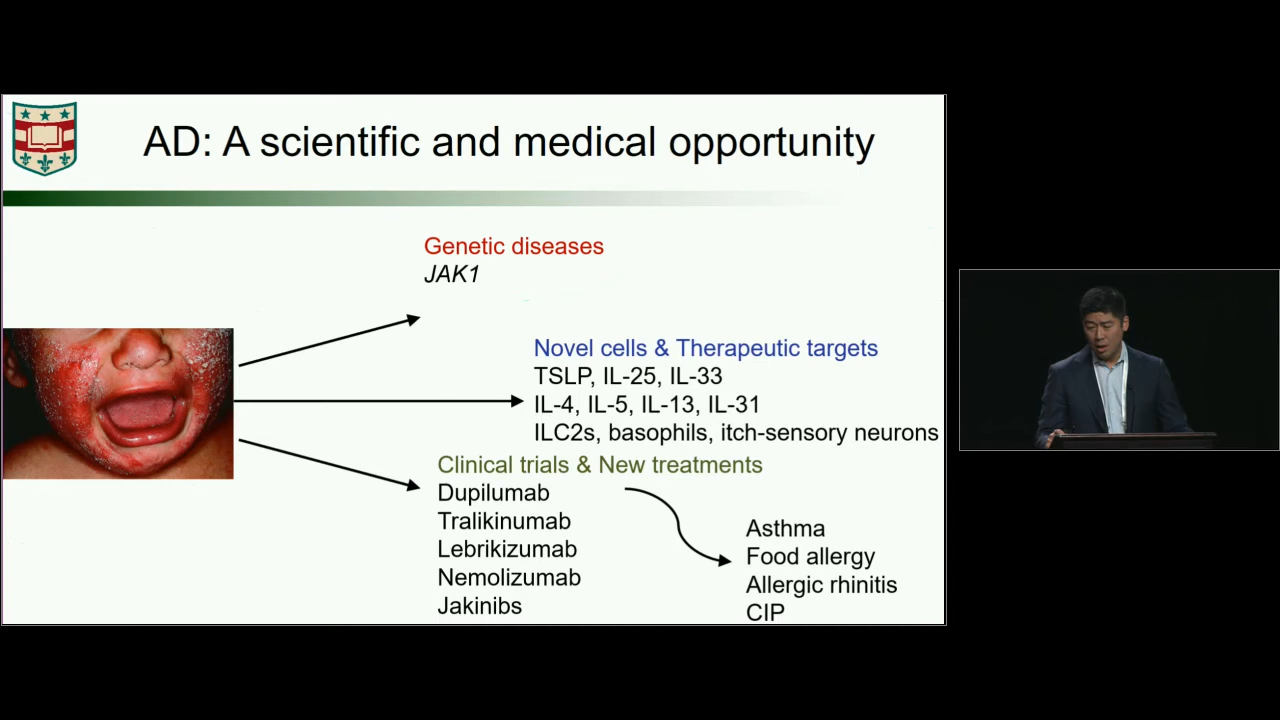 AD: A scientific and medical opportunity
Genetic diseases
JAK1
Novel cells & Therapeutic targets
TSLP, IL-25, IL-33
IL-4, IL-5, IL-13, IL-31
ILC2s, basophils, itch-sensory neurons
Clinical trials & New treatments
Dupilumab
Tralikinumab
Lebrikizumab
Nemolizumab
Jakinibs
Asthma
Food allergy
Allergic rhinitis
CIP